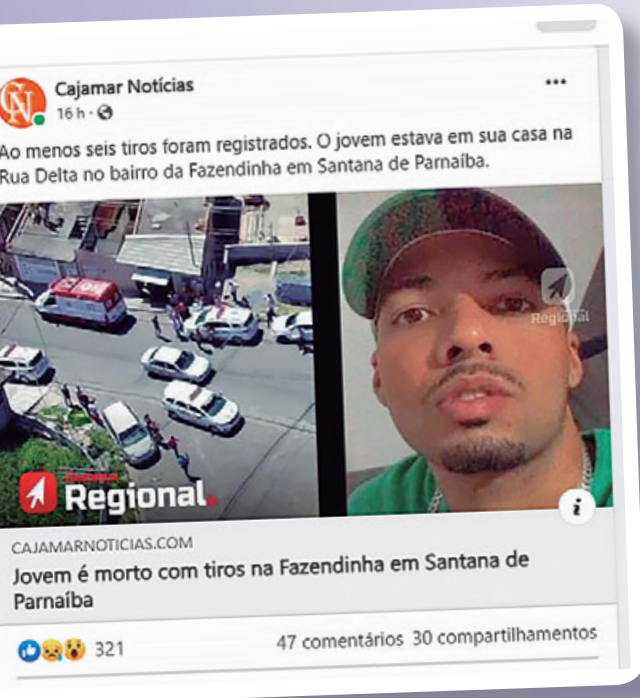 Cajamar Notícias
16 h ·
Ao menos seis tiros foram registrados. O jovem estava em sua casa na
Rua Delta no bairro da Fazendinha em Santana de Parnaíba.
Regional
Regional
CAJAMARNOTICIAS.COM
Jovem é morto com tiros na Fazendinha em Santana de
Parnaíba
321
47 comentários 30 compartilhamentos